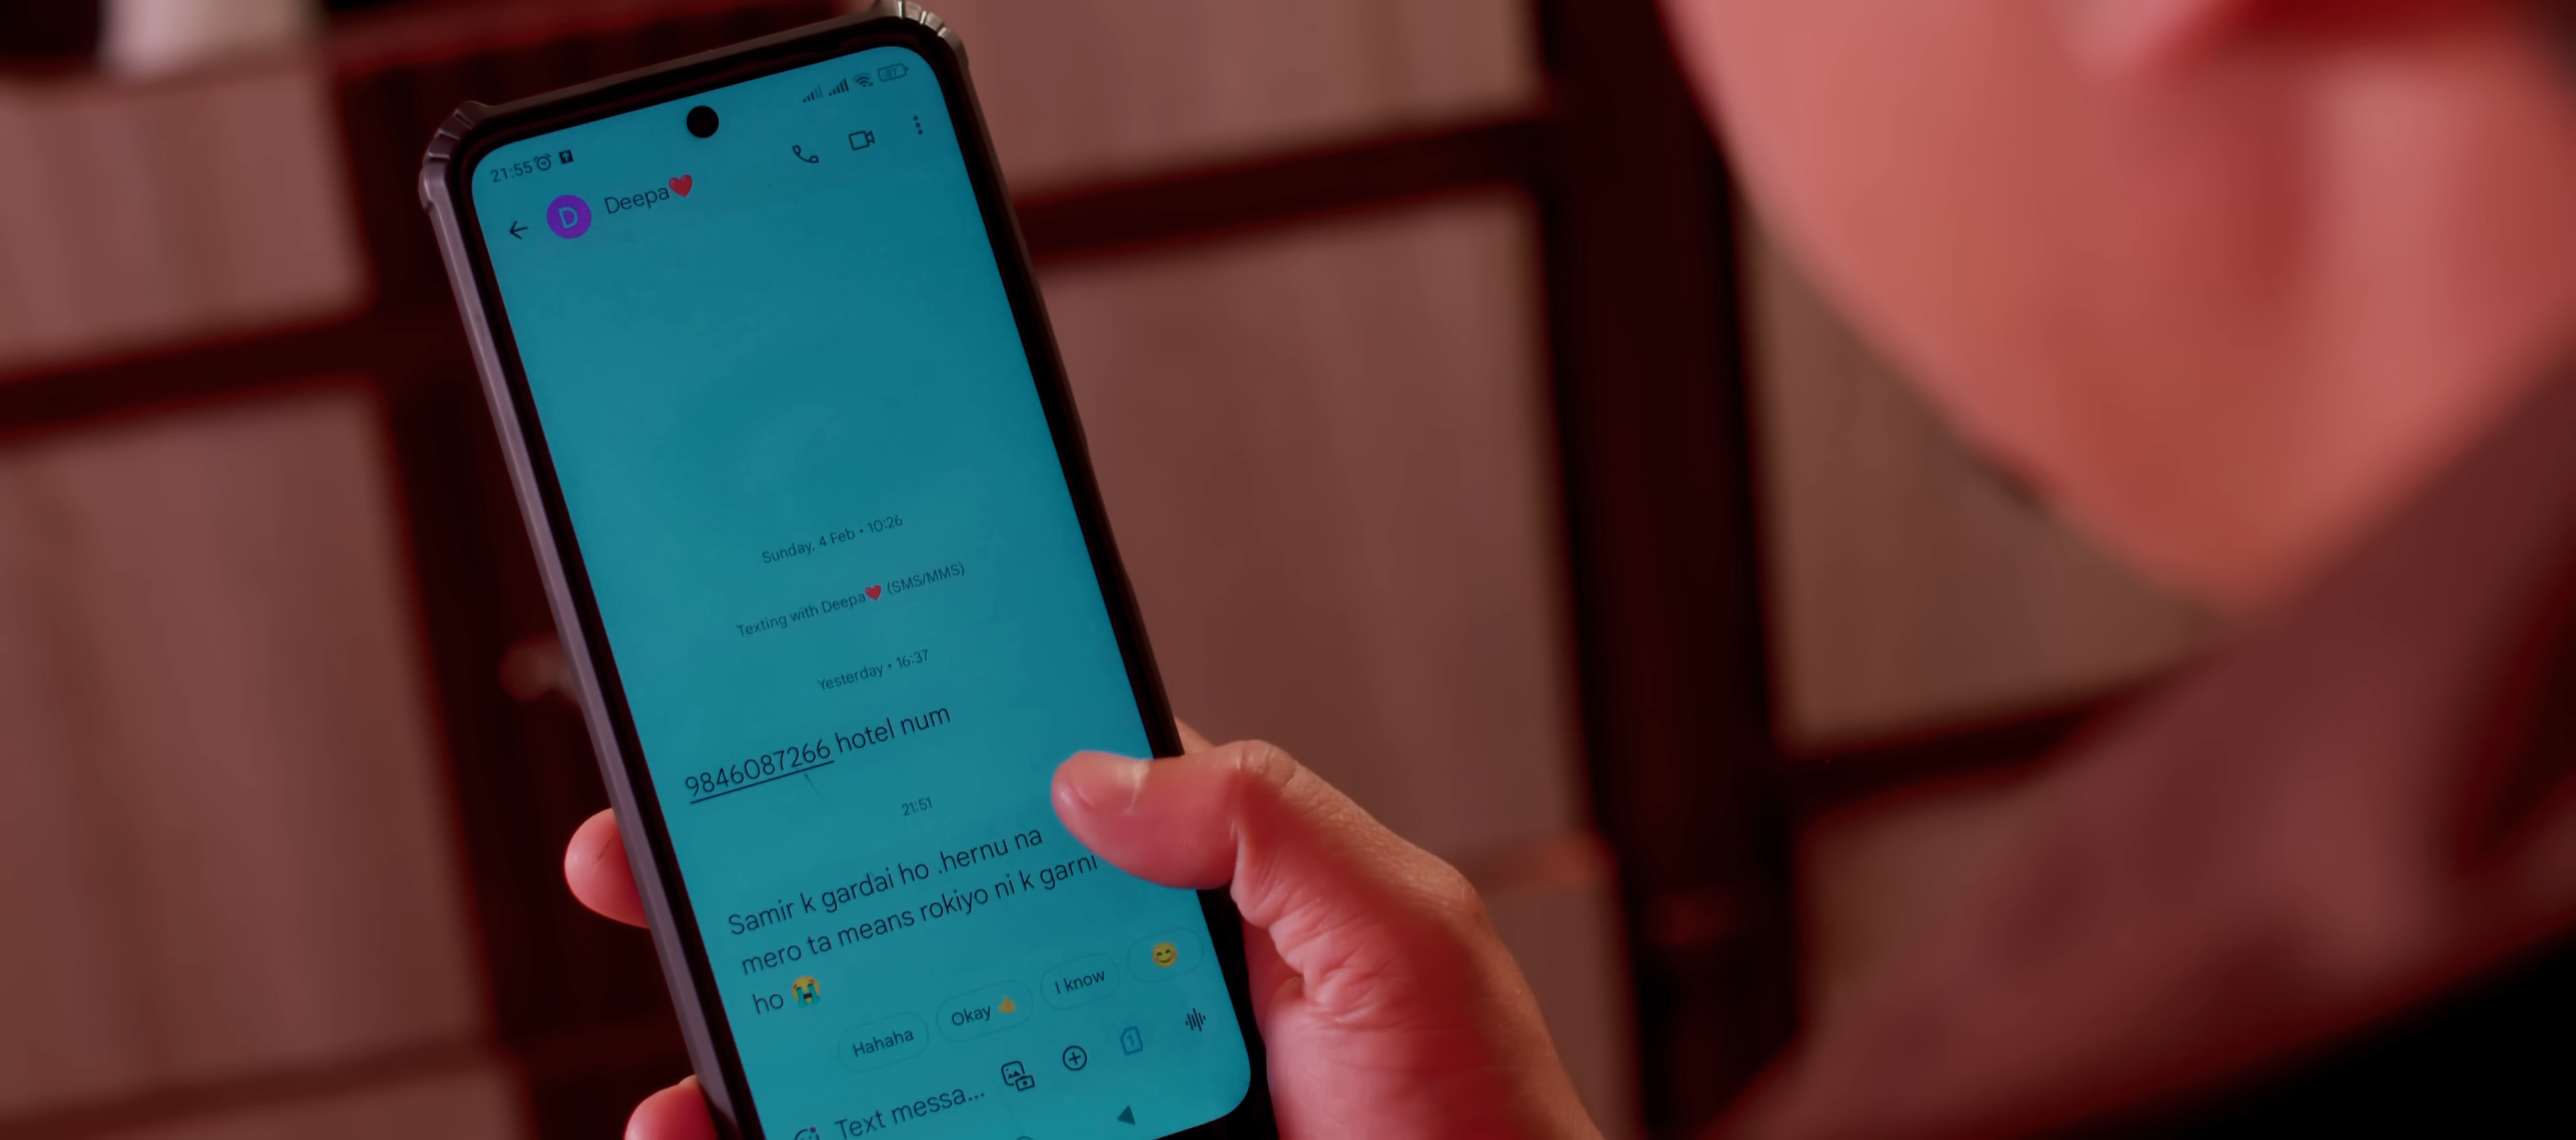 21:55
87
D Deepa❤️
Sunday, 4 Feb • 10:26
Texting with Deepa❤️ (SMS/MMS)
Yesterday • 16:37
9846087266 hotel num
21:51
Samir k gardai ho .hernu na
mero ta means rokiyo ni k garni
ho 😭
Hahaha Okay 👍 I know 😊
Text messa... 1